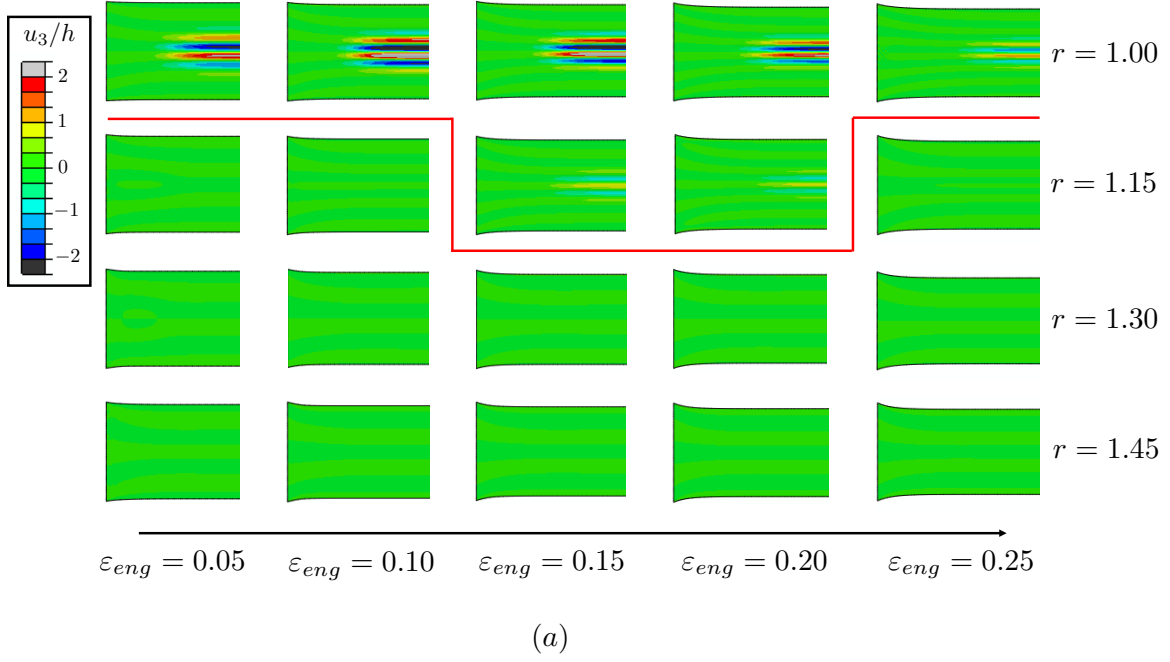 u₃/h
2
1
0
−1
−2
r = 1.00
r = 1.15
r = 1.30
r = 1.45
ε_eng = 0.05 ε_eng = 0.10 ε_eng = 0.15 ε_eng = 0.20 ε_eng = 0.25
(a)